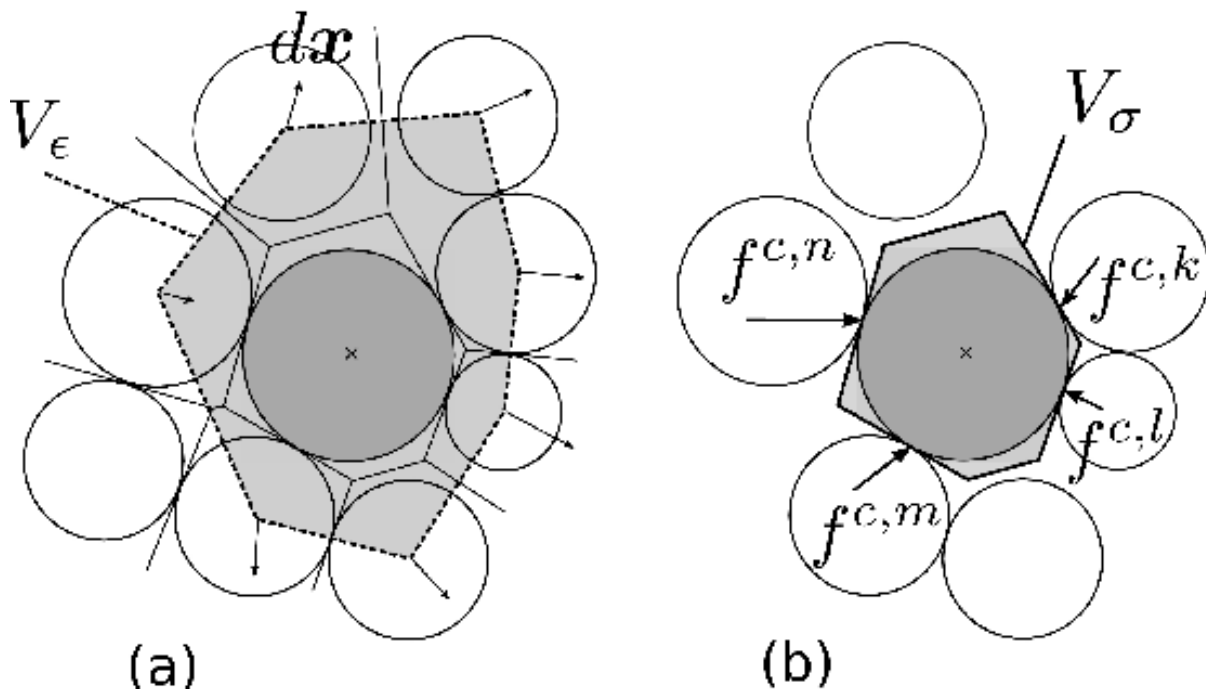 dx
V_ϵ
V_σ
f^{c,n}
f^{c,k}
f^{c,l}
f^{c,m}
(a)
(b)